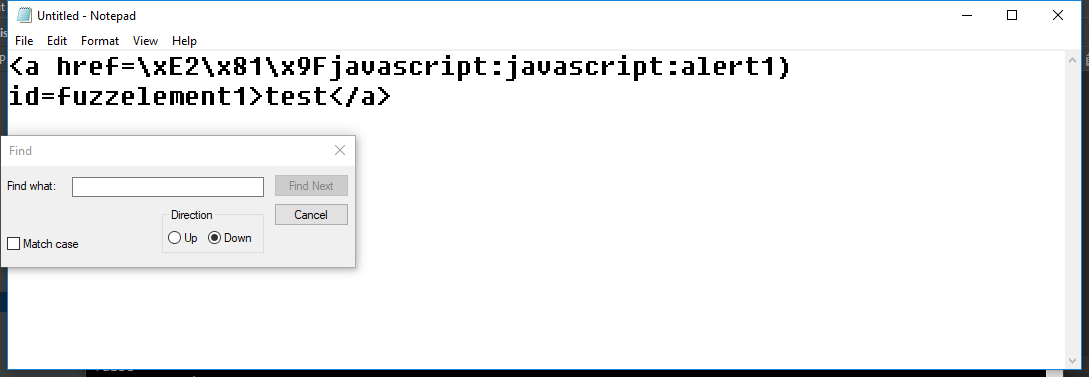 Untitled - Notepad
File Edit Format View Help
<a href=\xE2\x81\x9Fjavascript:javascript:alert1)
id=fuzzelement1>test</a>
Find
Find what:
Find Next
Direction
Cancel
Up Down
Match case